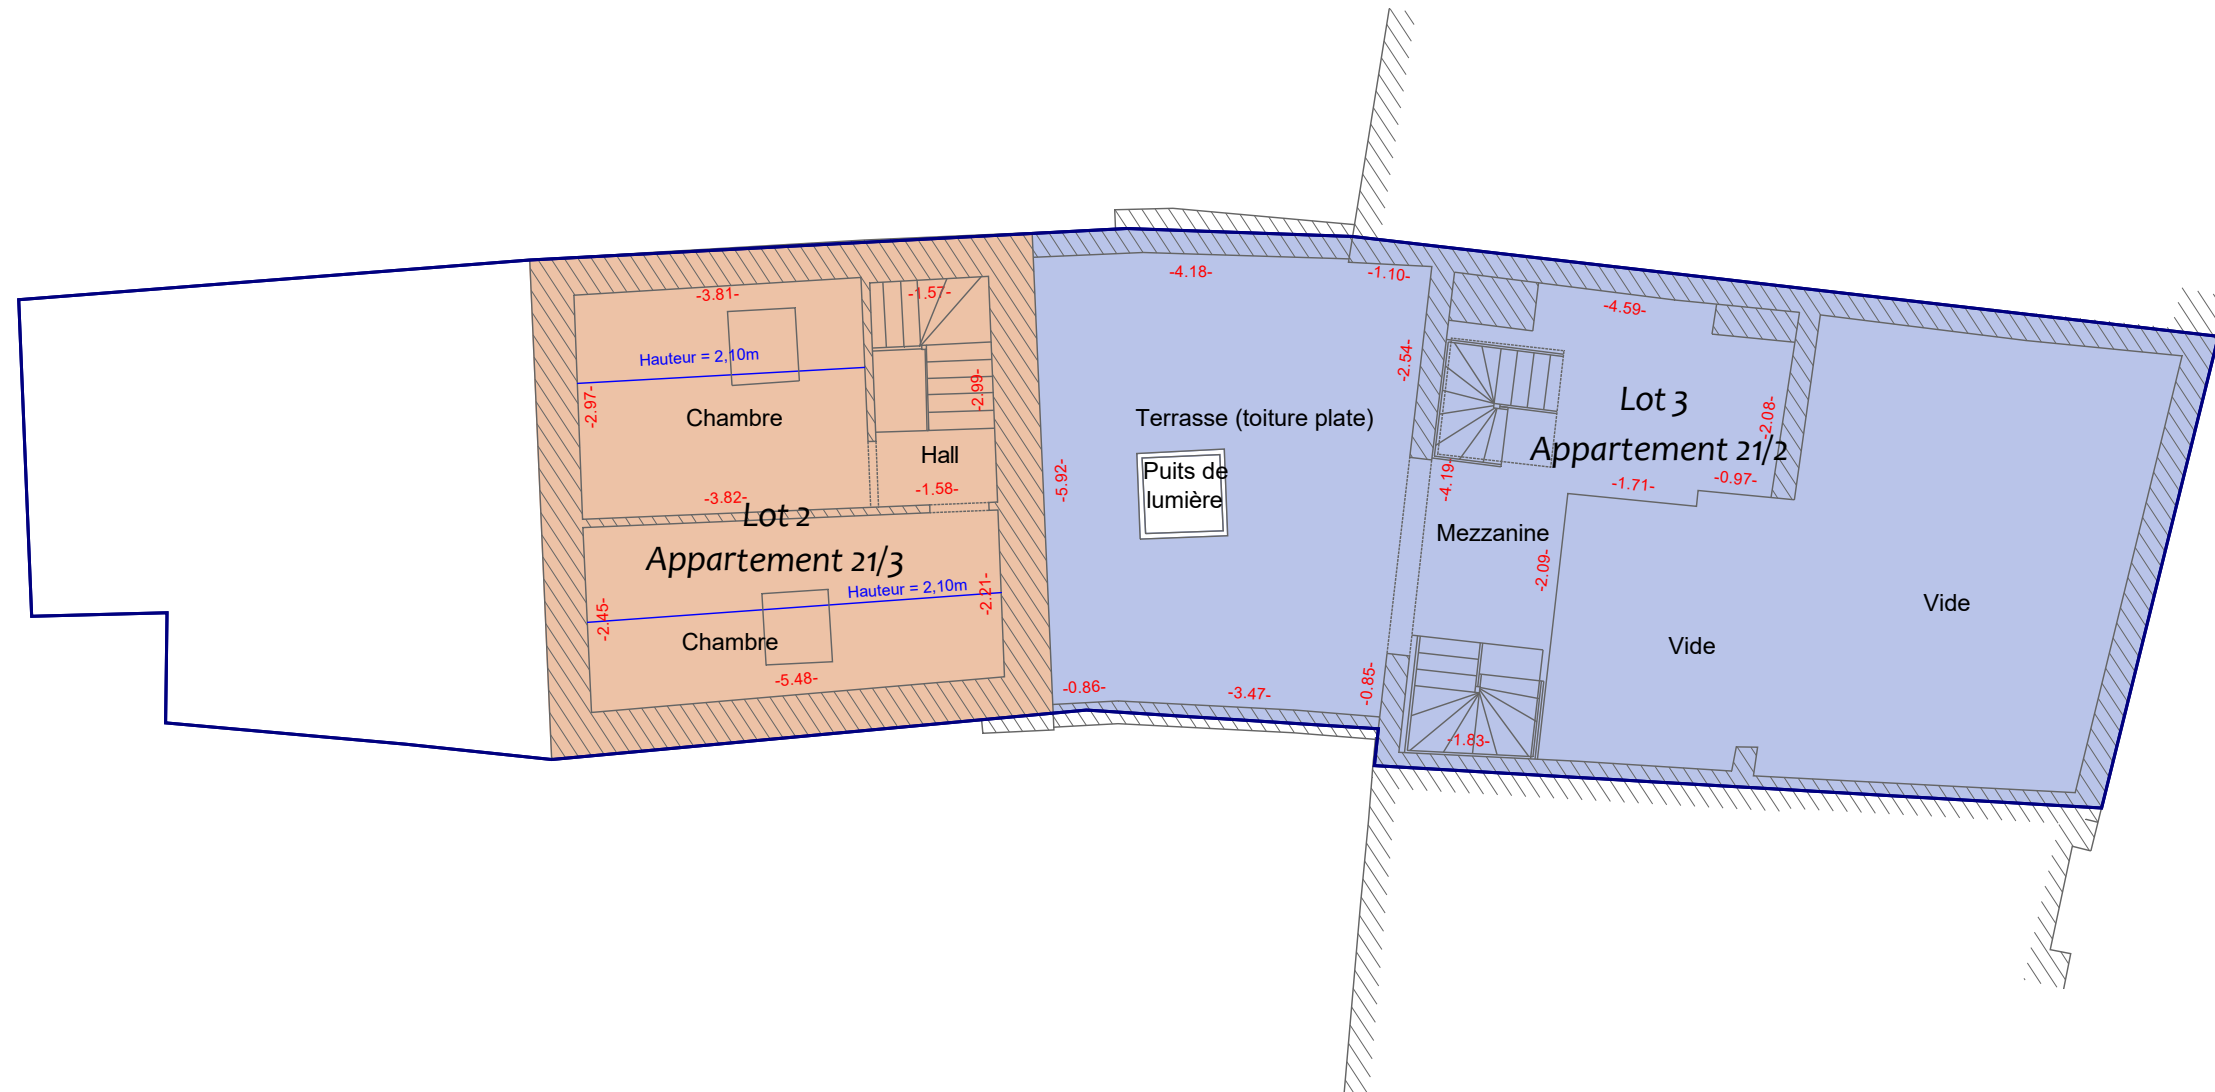 -3.81-
-1.57-
Hauteur = 2,10m
-2.97-
-2.99-
Chambre
Hall
-3.82-
-1.58-
Lot 2
Appartement 21/3
Hauteur = 2,10m
-2.45-
-2.21-
Chambre
-5.48-
-4.18-
-1.10-
-2.54-
Terrasse (toiture plate)
Puits de
lumière
-5.92-
-0.86-
-3.47-
-0.85-
-4.59-
Lot 3
Appartement 21/2
-2.08-
-4.19-
-1.71-
-0.97-
Mezzanine
-2.09-
Vide
Vide
-1.83-